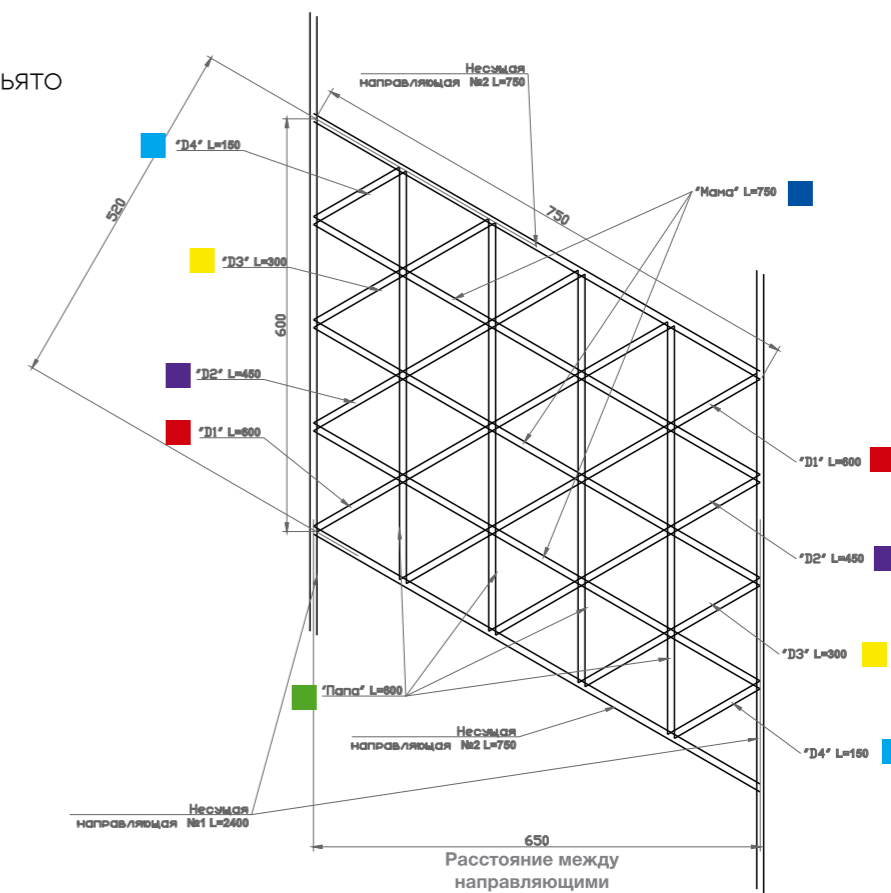 ЬЯТО
Несущая
направляющая №2 L=750
"D4" L=150
520
750
"Мама" L=750
"D3" L=300
600
"D2" L=450
"D1" L=600
"D1" L=600
"D2" L=450
"D3" L=300
"Папа" L=600
Несущая
направляющая №2 L=750
"D4" L=150
Несущая
направляющая №1 L=2400
650
Расстояние между
направляющими